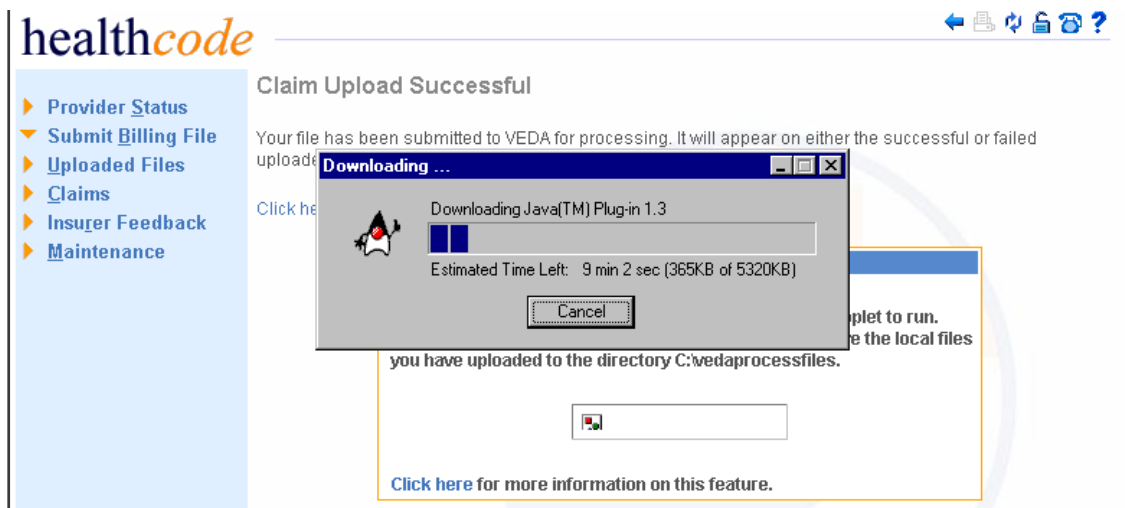 healthcode
?
Provider Status
Submit Billing File
Uploaded Files
Claims
Insurer Feedback
Maintenance
Claim Upload Successful
Your file has been submitted to VEDA for processing. It will appear on either the successful or failed
uploade
Click he
Downloading ...
Downloading Java(TM) Plug-in 1.3
Estimated Time Left: 9 min 2 sec (365KB of 5320KB)
Cancel
plet to run.
e the local files
you have uploaded to the directory C:\vedaprocessfiles.
Click here for more information on this feature.